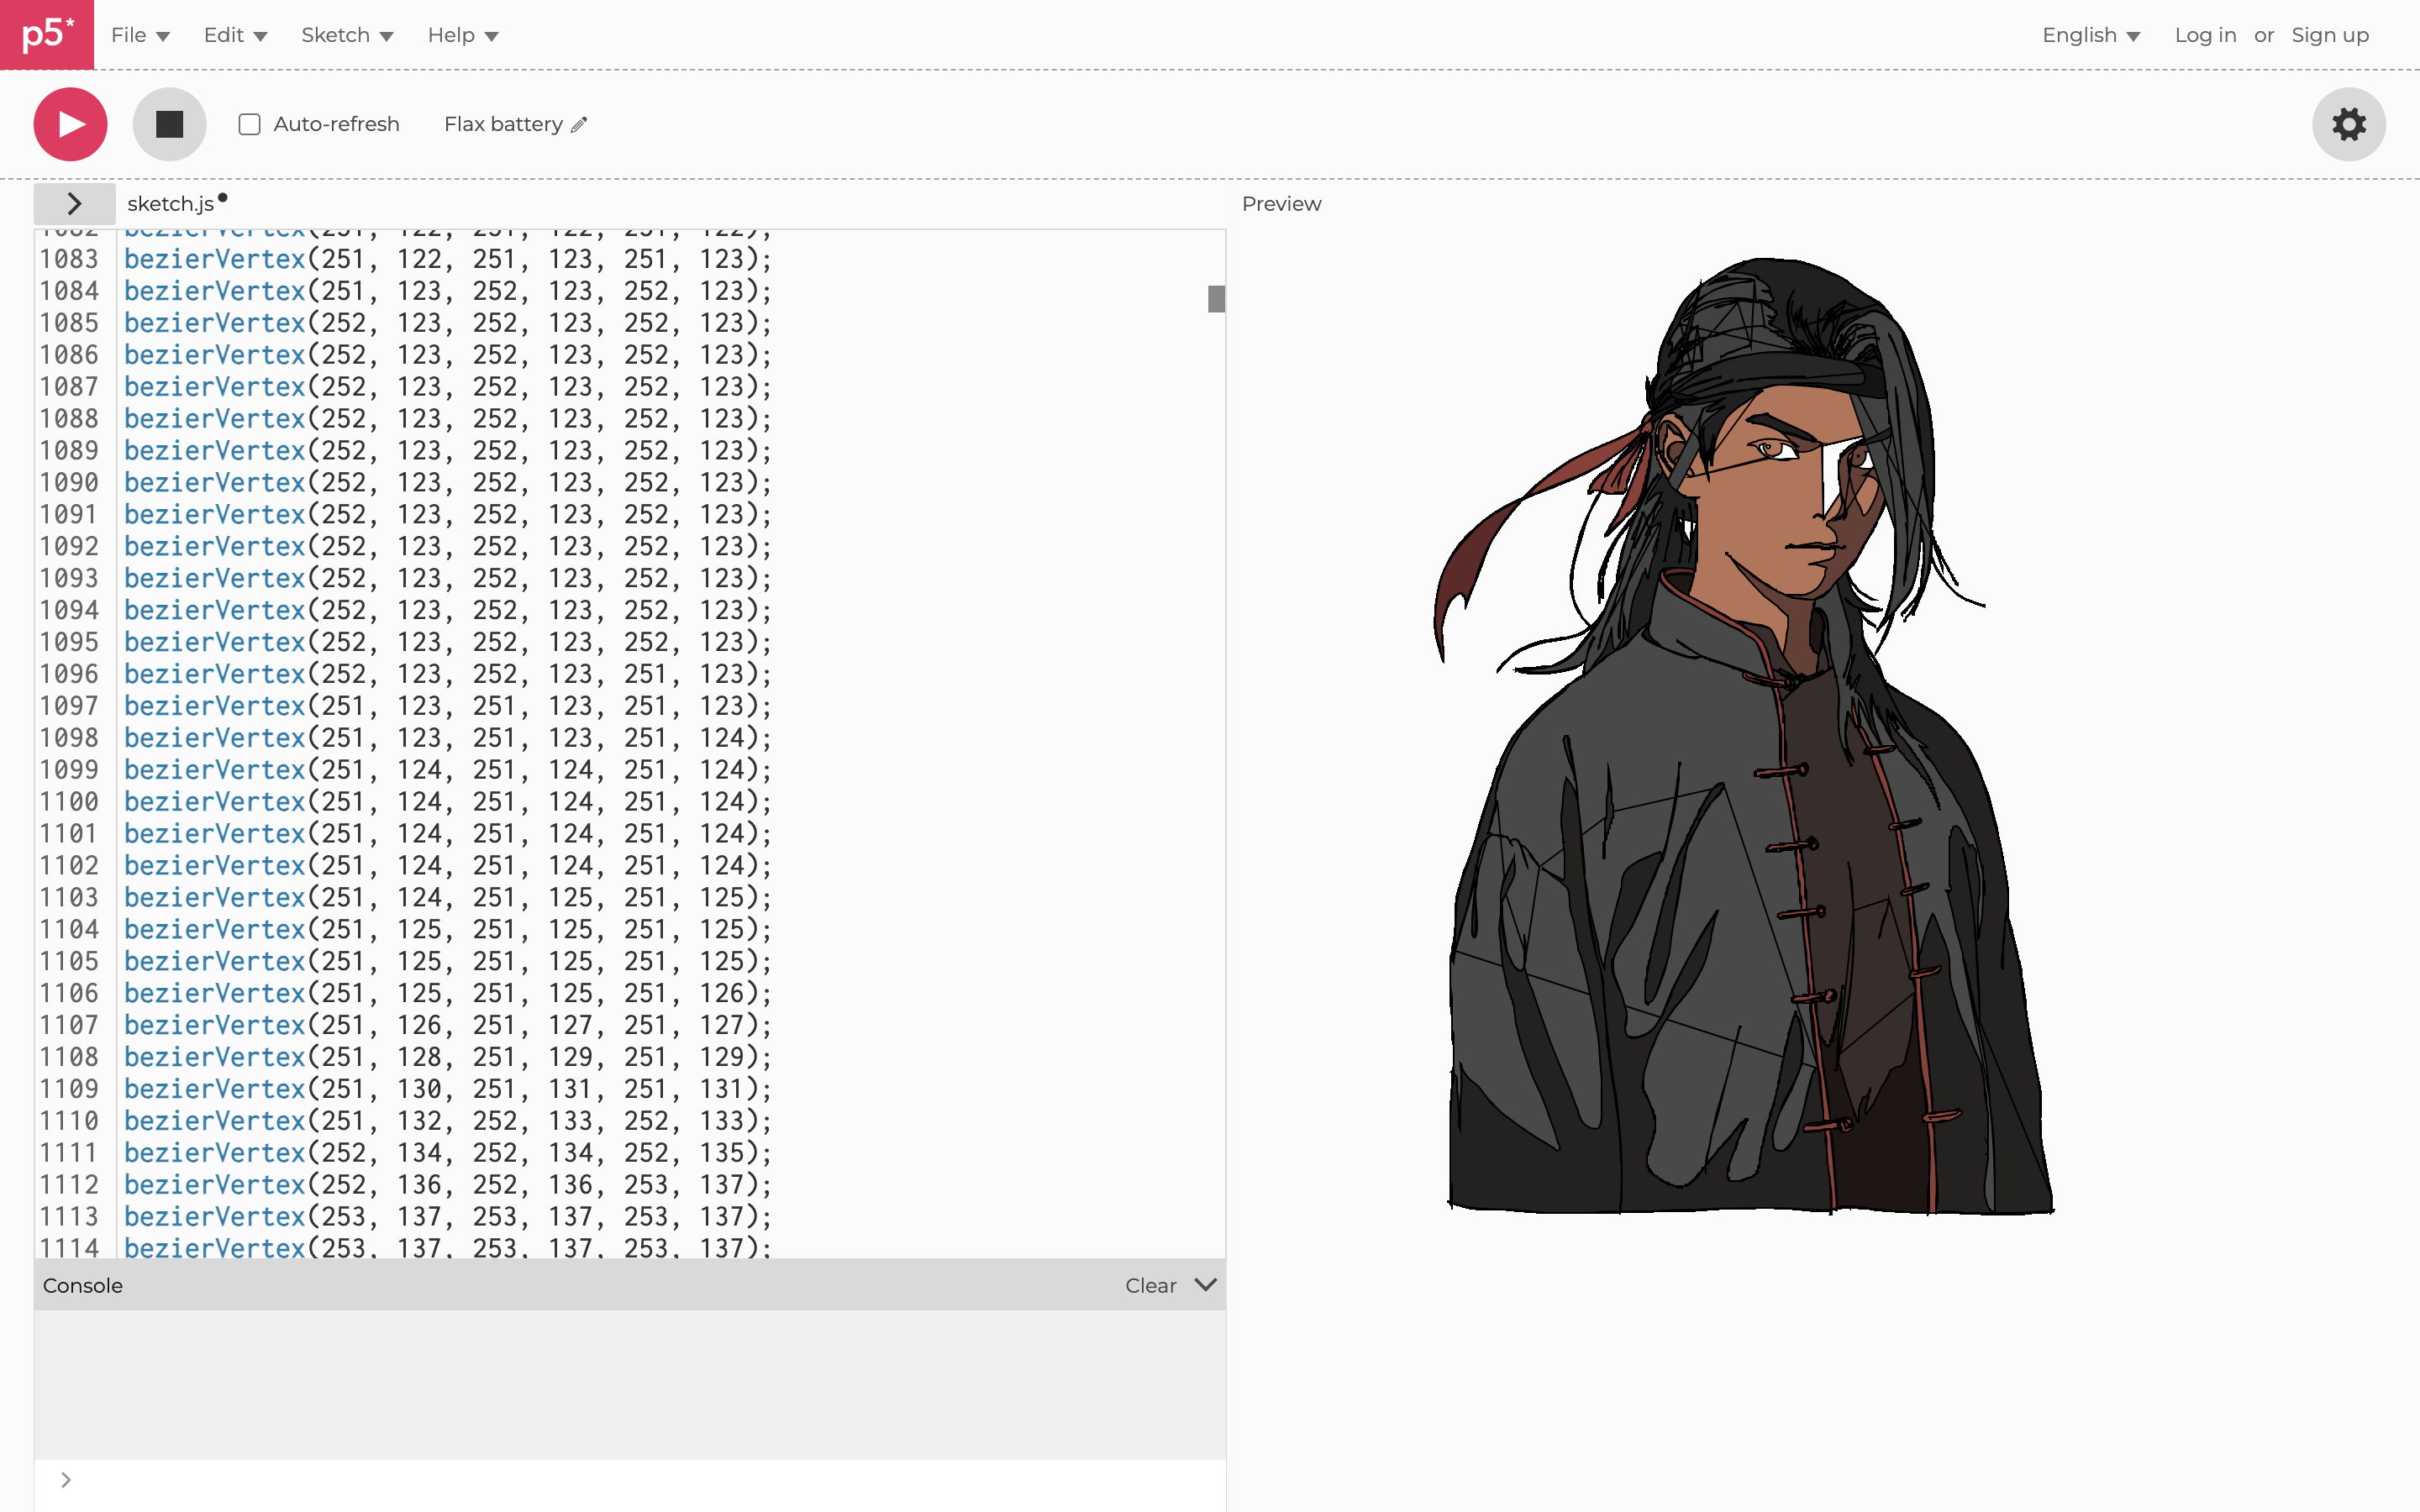 p5* File Edit Sketch Help English Log in or Sign up
Auto-refresh Flax battery
sketch.js
Preview
1082 bezierVertex(251, 122, 251, 122, 251, 122);
1083 bezierVertex(251, 122, 251, 123, 251, 123);
1084 bezierVertex(251, 123, 252, 123, 252, 123);
1085 bezierVertex(252, 123, 252, 123, 252, 123);
1086 bezierVertex(252, 123, 252, 123, 252, 123);
1087 bezierVertex(252, 123, 252, 123, 252, 123);
1088 bezierVertex(252, 123, 252, 123, 252, 123);
1089 bezierVertex(252, 123, 252, 123, 252, 123);
1090 bezierVertex(252, 123, 252, 123, 252, 123);
1091 bezierVertex(252, 123, 252, 123, 252, 123);
1092 bezierVertex(252, 123, 252, 123, 252, 123);
1093 bezierVertex(252, 123, 252, 123, 252, 123);
1094 bezierVertex(252, 123, 252, 123, 252, 123);
1095 bezierVertex(252, 123, 252, 123, 252, 123);
1096 bezierVertex(252, 123, 252, 123, 251, 123);
1097 bezierVertex(251, 123, 251, 123, 251, 123);
1098 bezierVertex(251, 123, 251, 123, 251, 124);
1099 bezierVertex(251, 124, 251, 124, 251, 124);
1100 bezierVertex(251, 124, 251, 124, 251, 124);
1101 bezierVertex(251, 124, 251, 124, 251, 124);
1102 bezierVertex(251, 124, 251, 124, 251, 124);
1103 bezierVertex(251, 124, 251, 125, 251, 125);
1104 bezierVertex(251, 125, 251, 125, 251, 125);
1105 bezierVertex(251, 125, 251, 125, 251, 125);
1106 bezierVertex(251, 125, 251, 125, 251, 126);
1107 bezierVertex(251, 126, 251, 127, 251, 127);
1108 bezierVertex(251, 128, 251, 129, 251, 129);
1109 bezierVertex(251, 130, 251, 131, 251, 131);
1110 bezierVertex(251, 132, 252, 133, 252, 133);
1111 bezierVertex(252, 134, 252, 134, 252, 135);
1112 bezierVertex(252, 136, 252, 136, 253, 137);
1113 bezierVertex(253, 137, 253, 137, 253, 137);
1114 bezierVertex(253, 137, 253, 137, 253, 137);
Console Clear